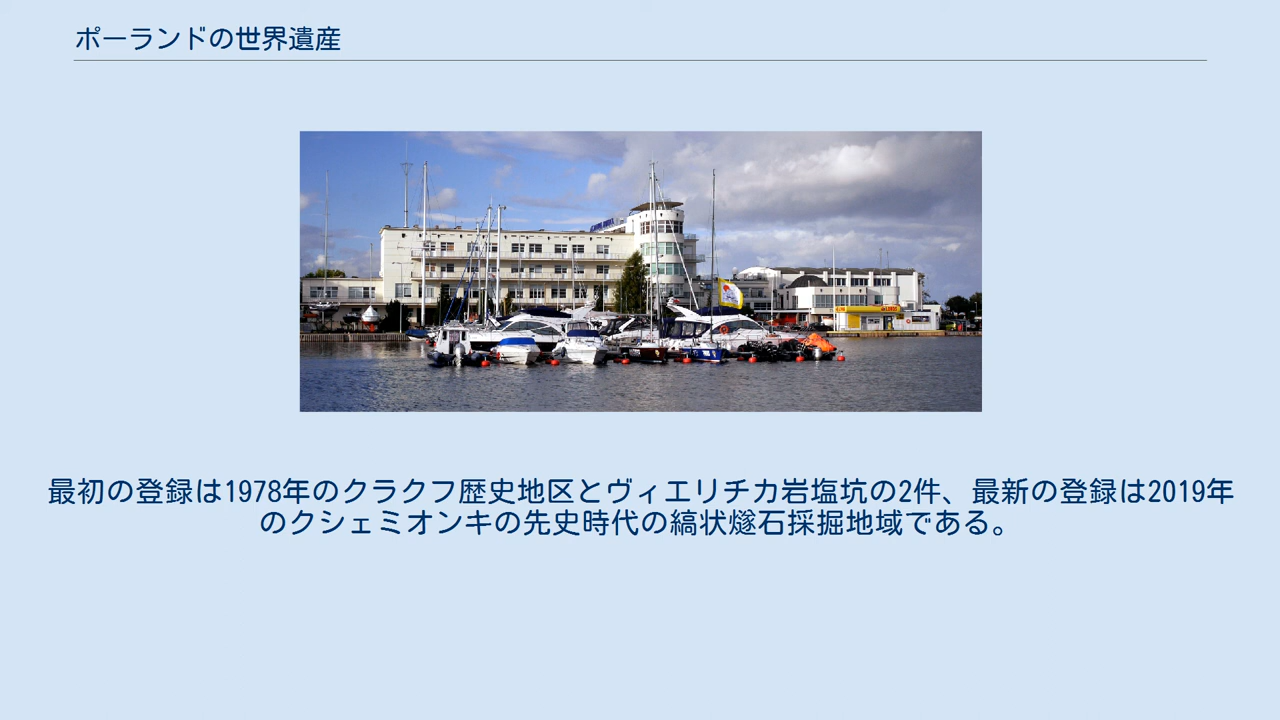 ポーランドの世界遺産
最初の登録は1978年のクラクフ歴史地区とヴィエリチカ岩塩坑の2件、最新の登録は2019年
のクシェミオンキの先史時代の縞状燧石採掘地域である。